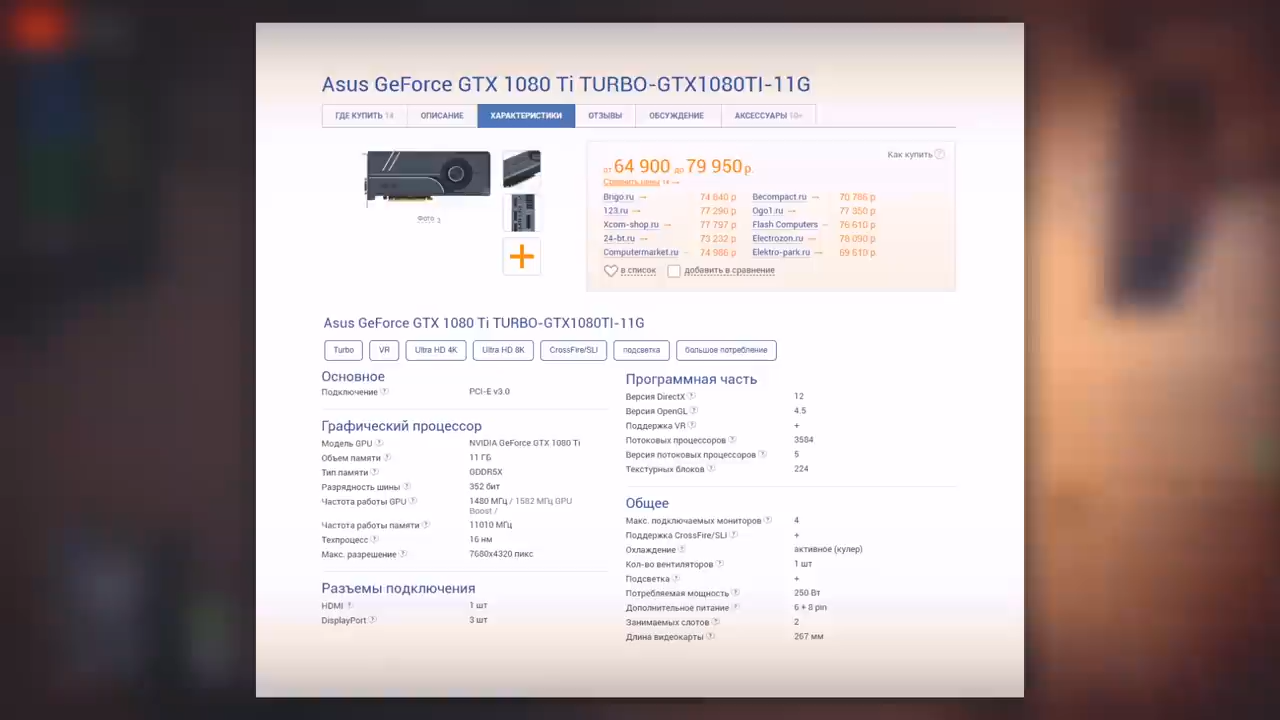 Asus GeForce GTX 1080 Ti TURBO-GTX1080TI-11G
ГДЕ КУПИТЬ 14 ОПИСАНИЕ ХАРАКТЕРИСТИКИ ОТЗЫВЫ ОБСУЖДЕНИЕ АКСЕССУАРЫ 10+
Фото 3
Как купить ?
от 64 900 до 79 950 р.
Сравнить цены 14 →
Brigo.ru → 74 840 р Becompact.ru → 70 786 р
123.ru → 77 290 р Ogo1.ru → 77 350 р
Xcom-shop.ru → 77 797 р Flash Computers → 76 610 р
24-bt.ru → 73 232 р Electrozon.ru → 78 090 р
Computermarket.ru → 74 986 р Elektro-park.ru → 69 510 р
в список добавить в сравнение
Asus GeForce GTX 1080 Ti TURBO-GTX1080TI-11G
Turbo VR Ultra HD 4K Ultra HD 8K CrossFire/SLI подсветка большое потребление
Основное
Подключение ? PCI-E v3.0
Графический процессор
Модель GPU ? NVIDIA GeForce GTX 1080 Ti
Объем памяти ? 11 ГБ
Тип памяти ? GDDR5X
Разрядность шины ? 352 бит
Частота работы GPU ? 1480 МГц / 1582 МГц GPU
Boost /
Частота работы памяти ? 11010 МГц
Техпроцесс ? 16 нм
Макс. разрешение ? 7680x4320 пикс
Разъемы подключения
HDMI ? 1 шт
DisplayPort ? 3 шт
Программная часть
Версия DirectX ? 12
Версия OpenGL ? 4.5
Поддержка VR ? +
Потоковых процессоров ? 3584
Версия потоковых процессоров ? 5
Текстурных блоков ? 224
Общее
Макс. подключаемых мониторов ? 4
Поддержка CrossFire/SLI ? +
Охлаждение ? активное (кулер)
Кол-во вентиляторов ? 1 шт
Подсветка ? +
Потребляемая мощность ? 250 Вт
Дополнительное питание ? 6 + 8 pin
Занимаемых слотов ? 2
Длина видеокарты ? 267 мм